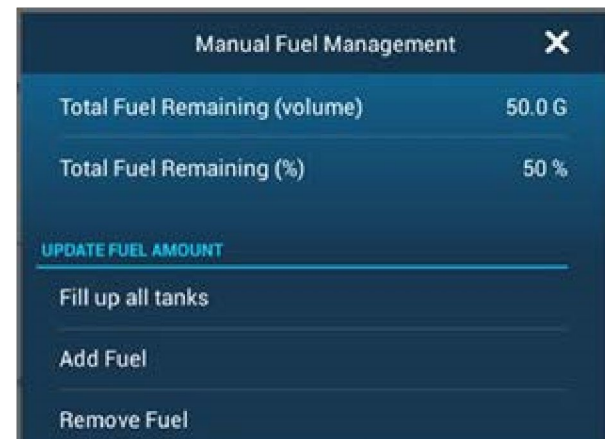 Manual Fuel Management
Total Fuel Remaining (volume) 50.0 G
Total Fuel Remaining (%) 50 %
UPDATE FUEL AMOUNT
Fill up all tanks
Add Fuel
Remove Fuel